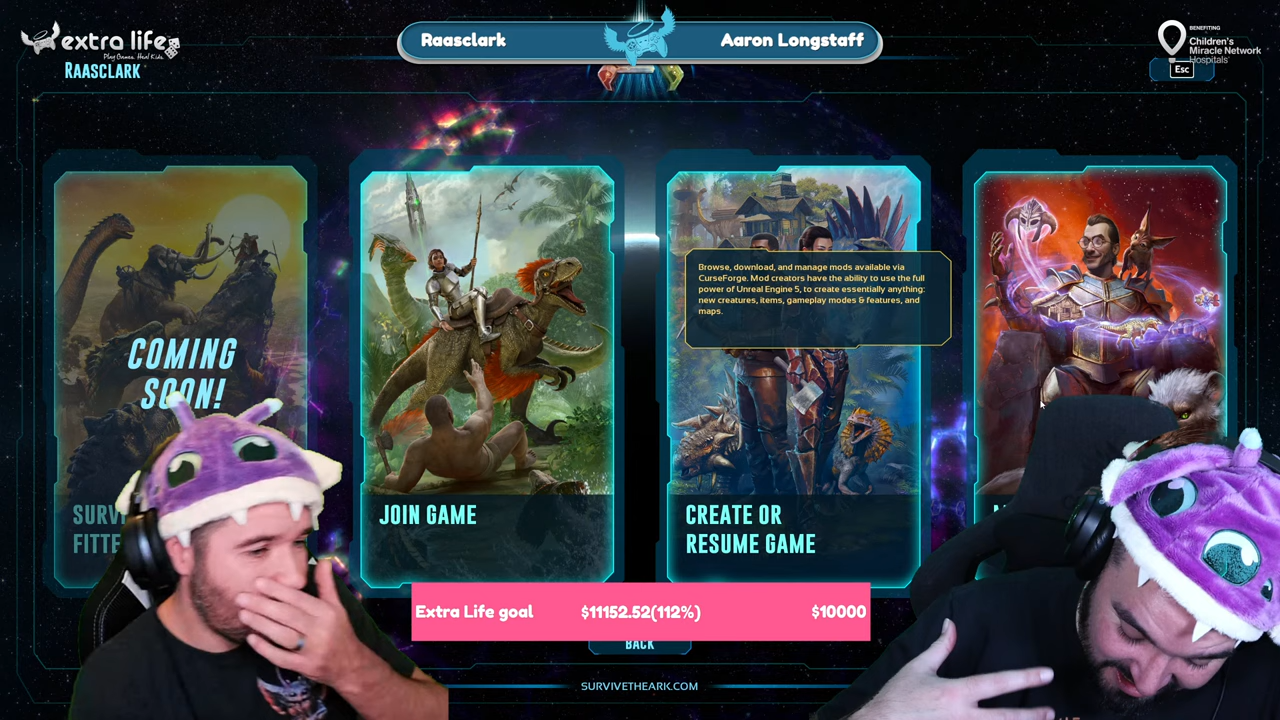 extra life
Play Games. Heal Kids.
RAASCLARK
Raasclark
Aaron Longstaff
BENEFITING
Children's
Miracle Network
Hospitals
Esc
COMING
SOON!
Browse, download, and manage mods available via
CurseForge. Mod creators have the ability to use the full
power of Unreal Engine 5, to create essentially anything:
new creatures, items, gameplay modes & features, and
maps.
JOIN GAME
CREATE OR
RESUME GAME
Extra Life goal
$11152.52(112%)
$10000
BACK
SURVIVETHEARK.COM